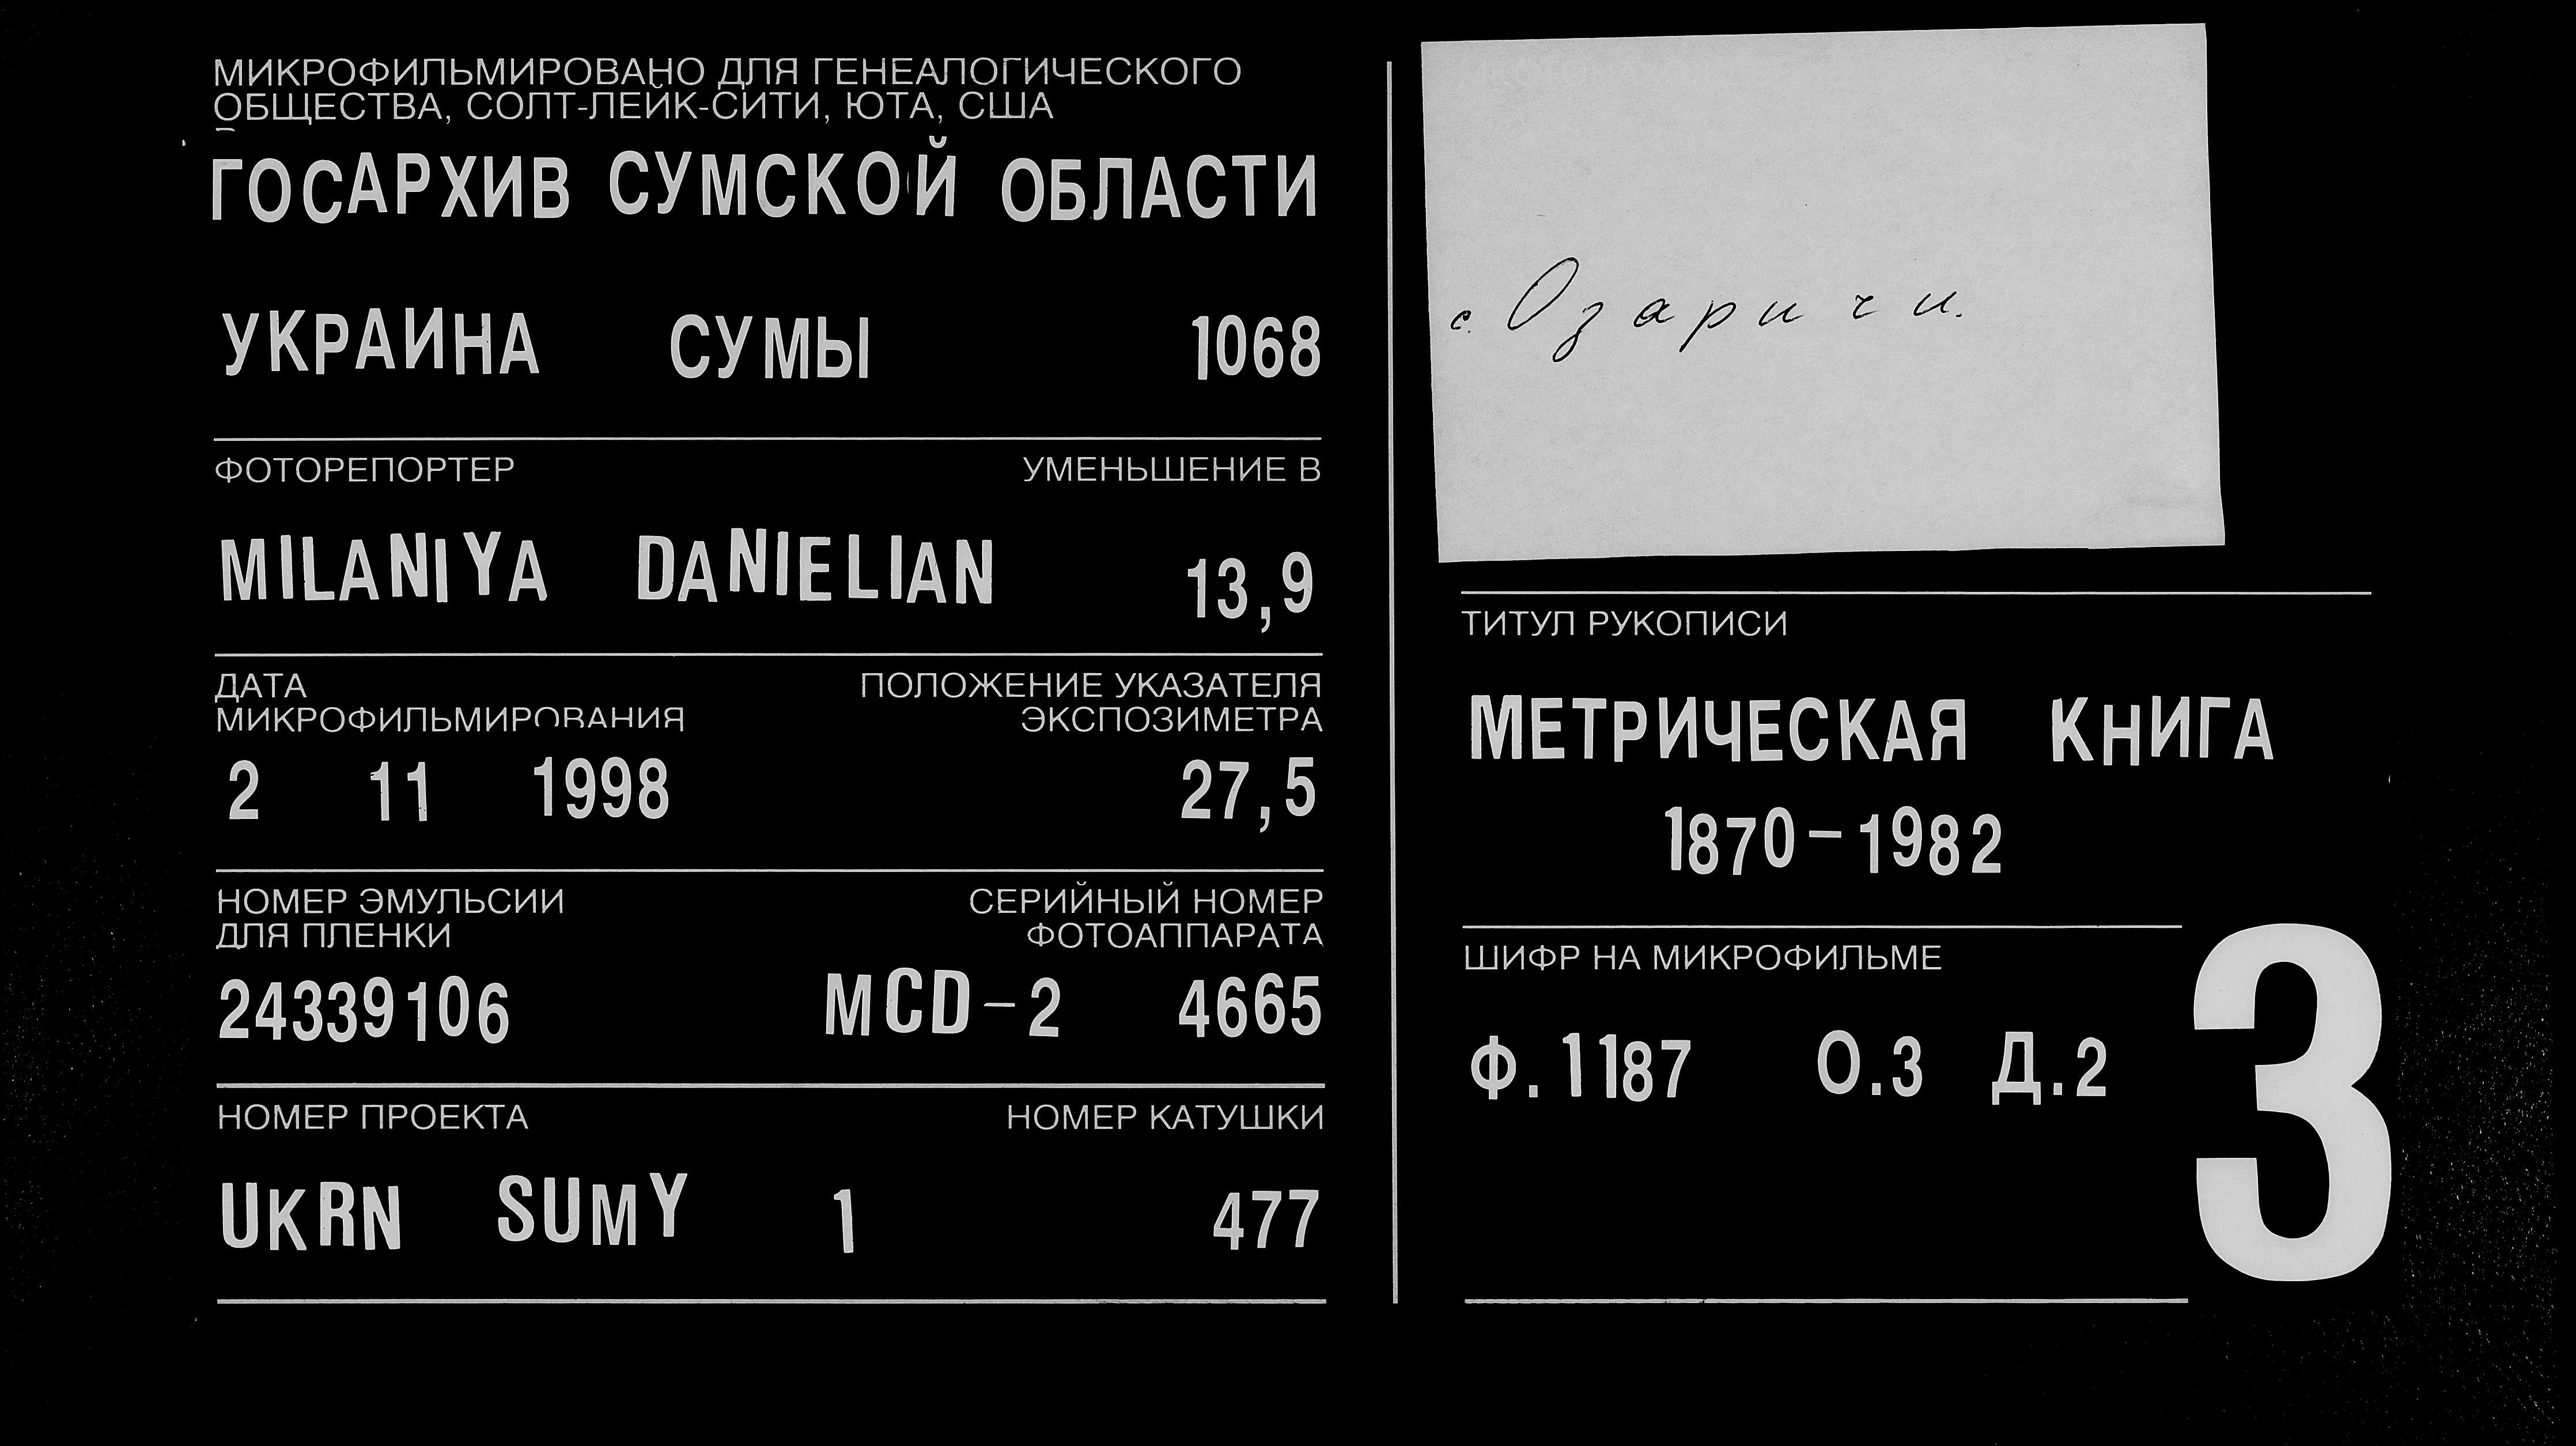 МИКРОФИЛЬМИРОВАНО ДЛЯ ГЕНЕАЛОГИЧЕСКОГО
ОБЩЕСТВА, СОЛТ-ЛЕЙК-СИТИ, ЮТА, США
ГОСАРХИВ СУМСКОЙ ОБЛАСТИ
УКРАИНА СУМЫ 1068
ФОТОРЕПОРТЕР УМЕНЬШЕНИЕ В
MILANIYA DANIELIAN 13,9
ДАТА ПОЛОЖЕНИЕ УКАЗАТЕЛЯ
МИКРОФИЛЬМИРОВАНИЯ ЭКСПОЗИМЕТРА
2 11 1998 27,5
НОМЕР ЭМУЛЬСИИ СЕРИЙНЫЙ НОМЕР
ДЛЯ ПЛЕНКИ ФОТОАППАРАТА
24339106 MCD-2 4665
НОМЕР ПРОЕКТА НОМЕР КАТУШКИ
UKRN SUMY 1 477
с. Озаричи.
ТИТУЛ РУКОПИСИ
МЕТРИЧЕСКАЯ КНИГА
1870-1982
ШИФР НА МИКРОФИЛЬМЕ
Ф.1187 О.3 Д.2
3